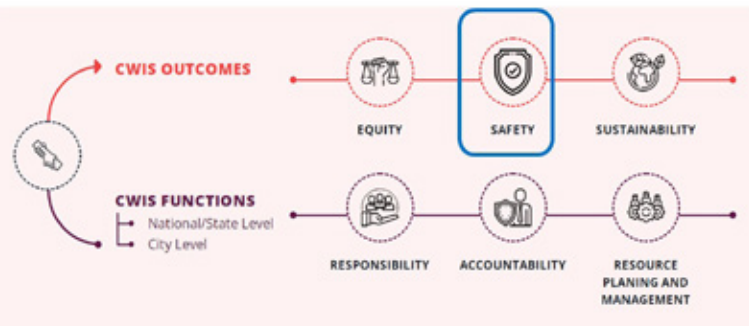 CWIS OUTCOMES
EQUITY
SAFETY
SUSTAINABILITY
CWIS FUNCTIONS
National/State Level
City Level
RESPONSIBILITY
ACCOUNTABILITY
RESOURCE
PLANING AND
MANAGEMENT